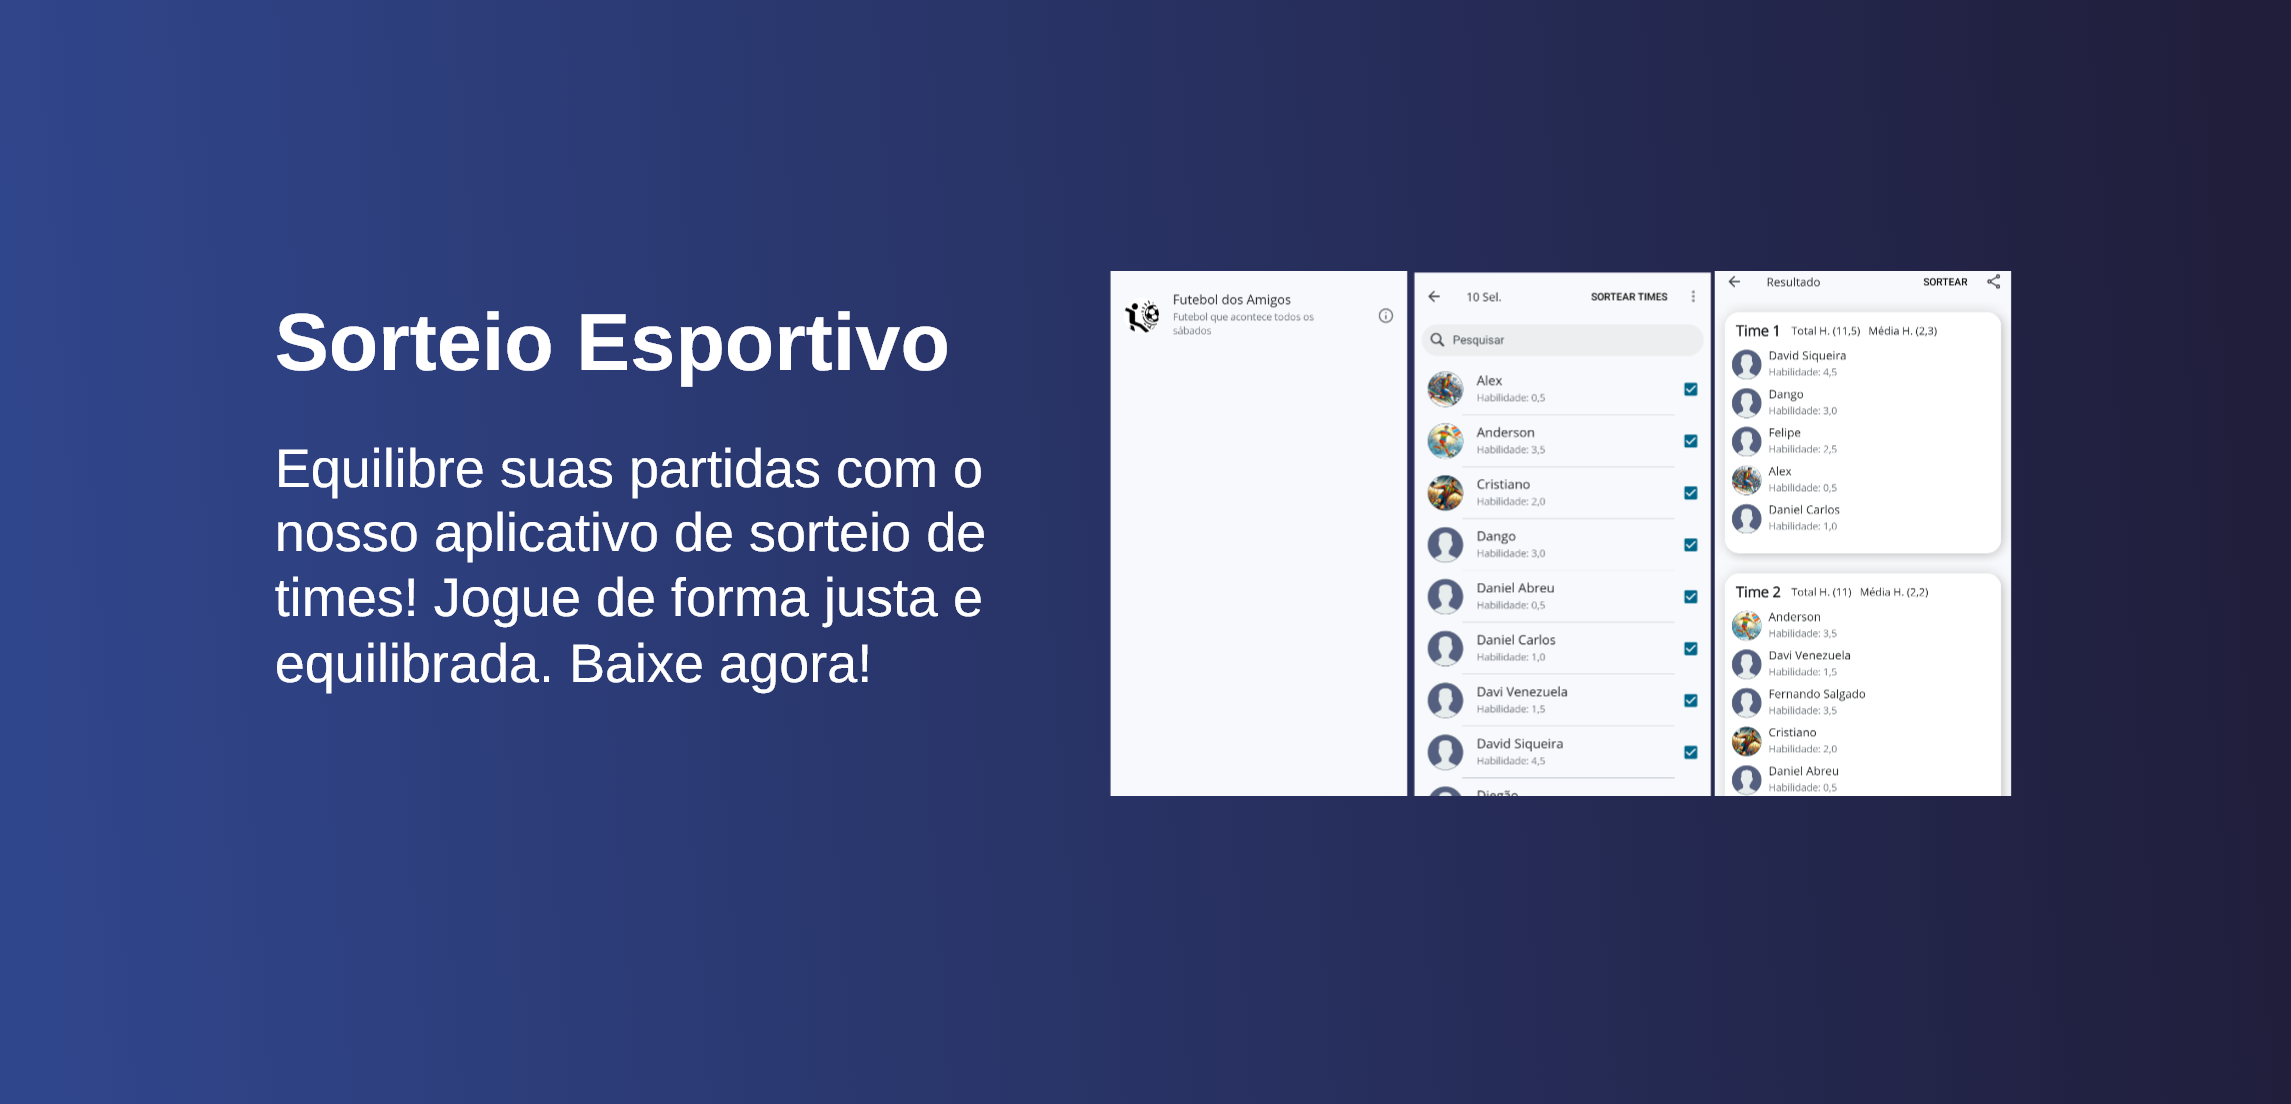 Sorteio Esportivo
Equilibre suas partidas com o
nosso aplicativo de sorteio de
times! Jogue de forma justa e
equilibrada. Baixe agora!
Futebol dos Amigos
Futebol que acontece todos os
sábados
10 Sel.
SORTEAR TIMES
Pesquisar
Alex
Habilidade: 0,5
Anderson
Habilidade: 3,5
Cristiano
Habilidade: 2,0
Dango
Habilidade: 3,0
Daniel Abreu
Habilidade: 0,5
Daniel Carlos
Habilidade: 1,0
Davi Venezuela
Habilidade: 1,5
David Siqueira
Habilidade: 4,5
Diegão
Resultado
SORTEAR
Time 1 Total H. (11,5) Média H. (2,3)
David Siqueira
Habilidade: 4,5
Dango
Habilidade: 3,0
Felipe
Habilidade: 2,5
Alex
Habilidade: 0,5
Daniel Carlos
Habilidade: 1,0
Time 2 Total H. (11) Média H. (2,2)
Anderson
Habilidade: 3,5
Davi Venezuela
Habilidade: 1,5
Fernando Salgado
Habilidade: 3,5
Cristiano
Habilidade: 2,0
Daniel Abreu
Habilidade: 0,5